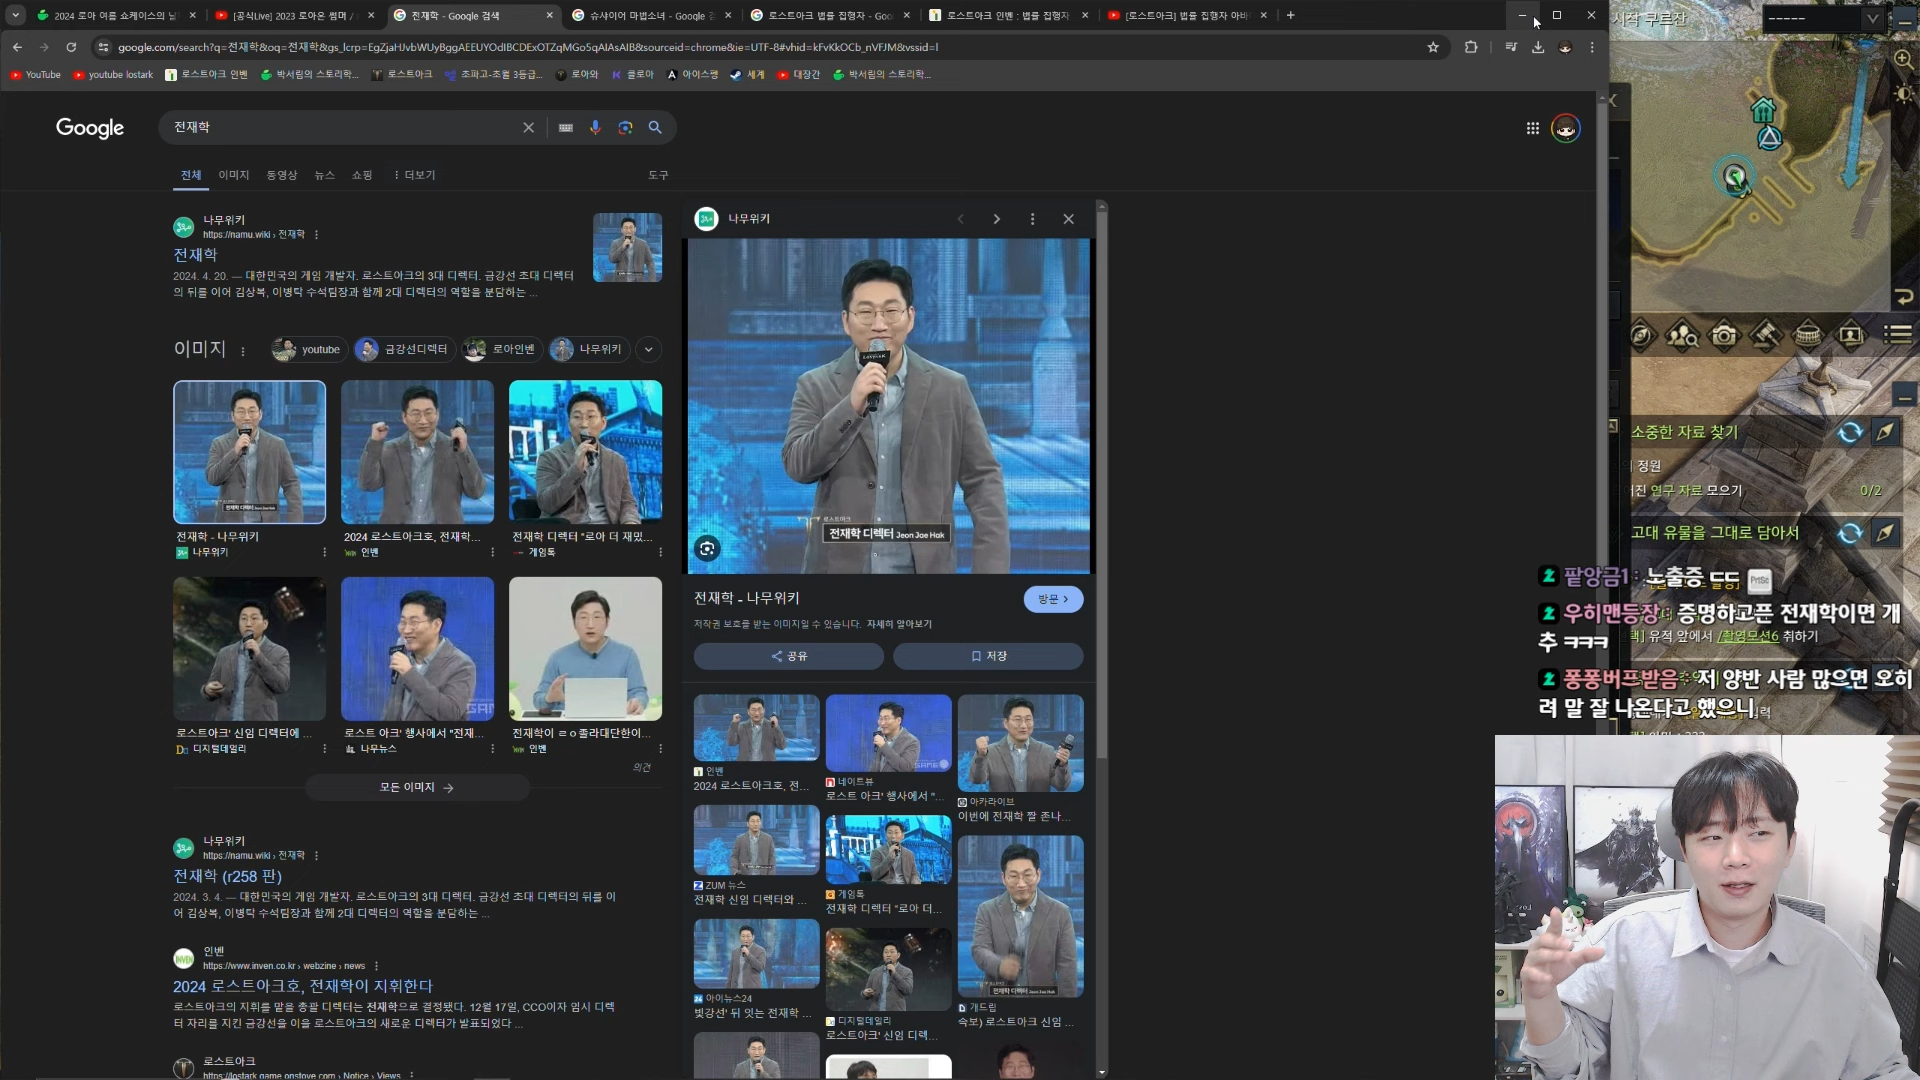 2024 로아 여름 쇼케이스의 날
[공식Live] 2023 로아온 썸머 /
전재학 - Google 검색
슈사이어 마법소녀 - Google 검
로스트아크 법률 집행자 - Goo
로스트아크 인벤 : 법률 집행자
[로스트아크] 법률 집행자 아바
google.com/search?q=전재학&oq=전재학&gs_lcrp=EgZjaHJvbWUyBggAEEUYOdIBCDExOTZqMGo5qAIAsAIB&sourceid=chrome&ie=UTF-8#vhid=kFvKkOCb_nVFJM&vssid=l
YouTube
youtube lostark
로스트아크 인벤
박서림의 스토리학...
로스트아크
조파고-초월 3등급...
로아와
클로아
아이스펭
세계
대장간
박서림의 스토리학...
Google
전재학
전체
이미지
동영상
뉴스
쇼핑
더보기
도구
나무위키
https://namu.wiki › 전재학
전재학
2024. 4. 20. — 대한민국의 게임 개발자. 로스트아크의 3대 디렉터. 금강선 초대 디렉터
의 뒤를 이어 김상복, 이병탁 수석팀장과 함께 2대 디렉터의 역할을 분담하는 ...
이미지
youtube
금강선디렉터
로아인벤
나무위키
전재학 - 나무위키
나무위키
2024 로스트아크호, 전재학...
인벤
전재학 디렉터 "로아 더 재밌...
게임톡
로스트아크' 신임 디렉터에 ...
디지털데일리
로스트 아크' 행사에서 "전재...
나무뉴스
전재학이 ㄹㅇ졸라대단한이...
인벤
의견
모든 이미지
나무위키
https://namu.wiki › 전재학
전재학 (r258 판)
2024. 3. 4. — 대한민국의 게임 개발자. 로스트아크의 3대 디렉터. 금강선 초대 디렉터의 뒤를 이
어 김상복, 이병탁 수석팀장과 함께 2대 디렉터의 역할을 분담하는 ...
인벤
https://www.inven.co.kr › webzine › news
2024 로스트아크호, 전재학이 지휘한다
로스트아크의 지휘를 맡을 총괄 디렉터는 전재학으로 결정됐다. 12월 17일, CCO이자 임시 디렉
터 자리를 지킨 금강선을 이을 로스트아크의 새로운 디렉터가 발표되었다 ...
로스트아크
https://lostark.game.onstove.com › Notice › Views
나무위키
로스트아크
전재학 디렉터 Jeon Jae Hak
전재학 - 나무위키
방문
저작권 보호를 받는 이미지일 수 있습니다. 자세히 알아보기
공유
저장
인벤
2024 로스트아크호, 전...
네이트뷰
로스트 아크' 행사에서 "...
아카라이브
이번에 전재학 짤 존나...
ZUM 뉴스
전재학 신임 디렉터와 ...
게임톡
전재학 디렉터 "로아 더...
아이뉴스24
빛강선' 뒤 잇는 전재학 ...
디지털데일리
로스트아크' 신임 디렉...
전재학 디렉터
개드립
속보) 로스트아크 신임 ...
쿠르잔
소중한 자료 찾기
정원
연구 자료 모으기
0/2
고대 유물을 그대로 담아서
팥앙금1 : 노출증 ㄷㄷ
PrtSc
우히맨등장 : 증명하고픈 전재학이면 개
추 ㅋㅋㅋ
유적 앞에서 /촬영모션6 취하기
퐁퐁버프받음 : 저 양반 사람 많으면 오히
려 말 잘 나온다고 했으니